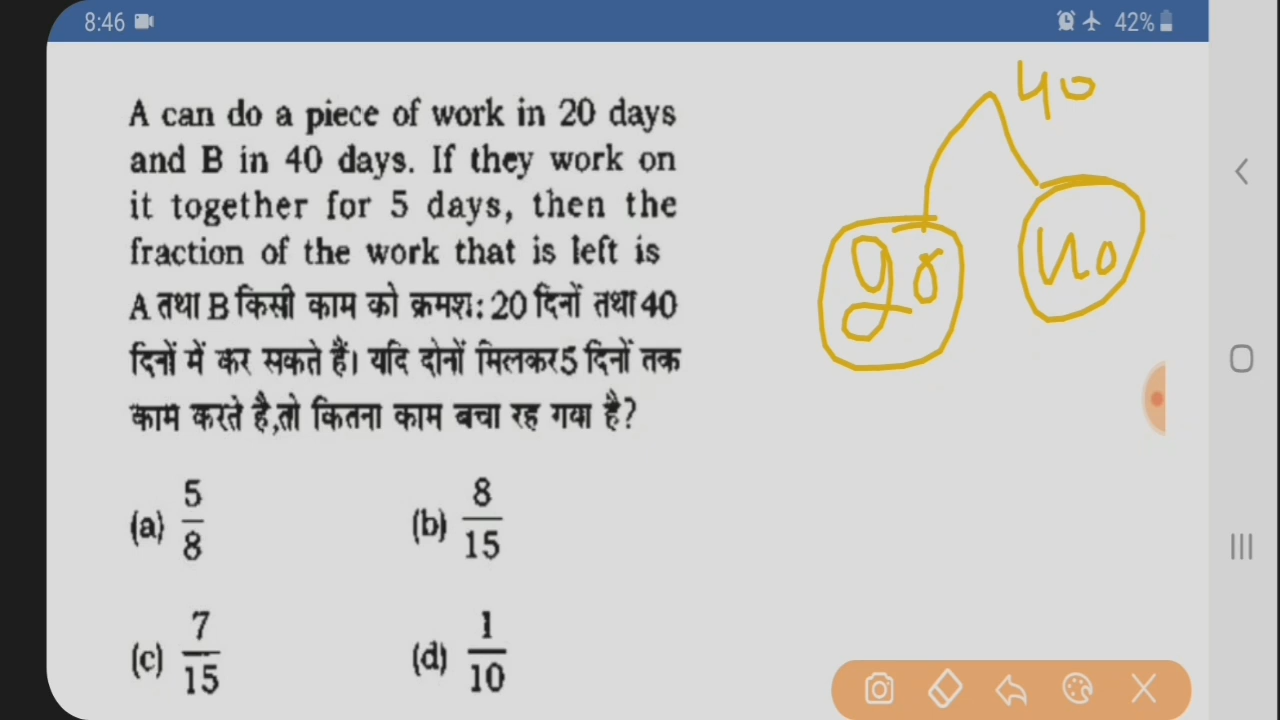 8:46
42%
A can do a piece of work in 20 days
and B in 40 days. If they work on
it together for 5 days, then the
fraction of the work that is left is
A तथा B किसी काम को क्रमश: 20 दिनों तथा 40
दिनों में कर सकते हैं। यदि दोनों मिलकर 5 दिनों तक
काम करते है,तो कितना काम बचा रह गया है?
(a) 5/8
(b) 8/15
(c) 7/15
(d) 1/10
40
20
40